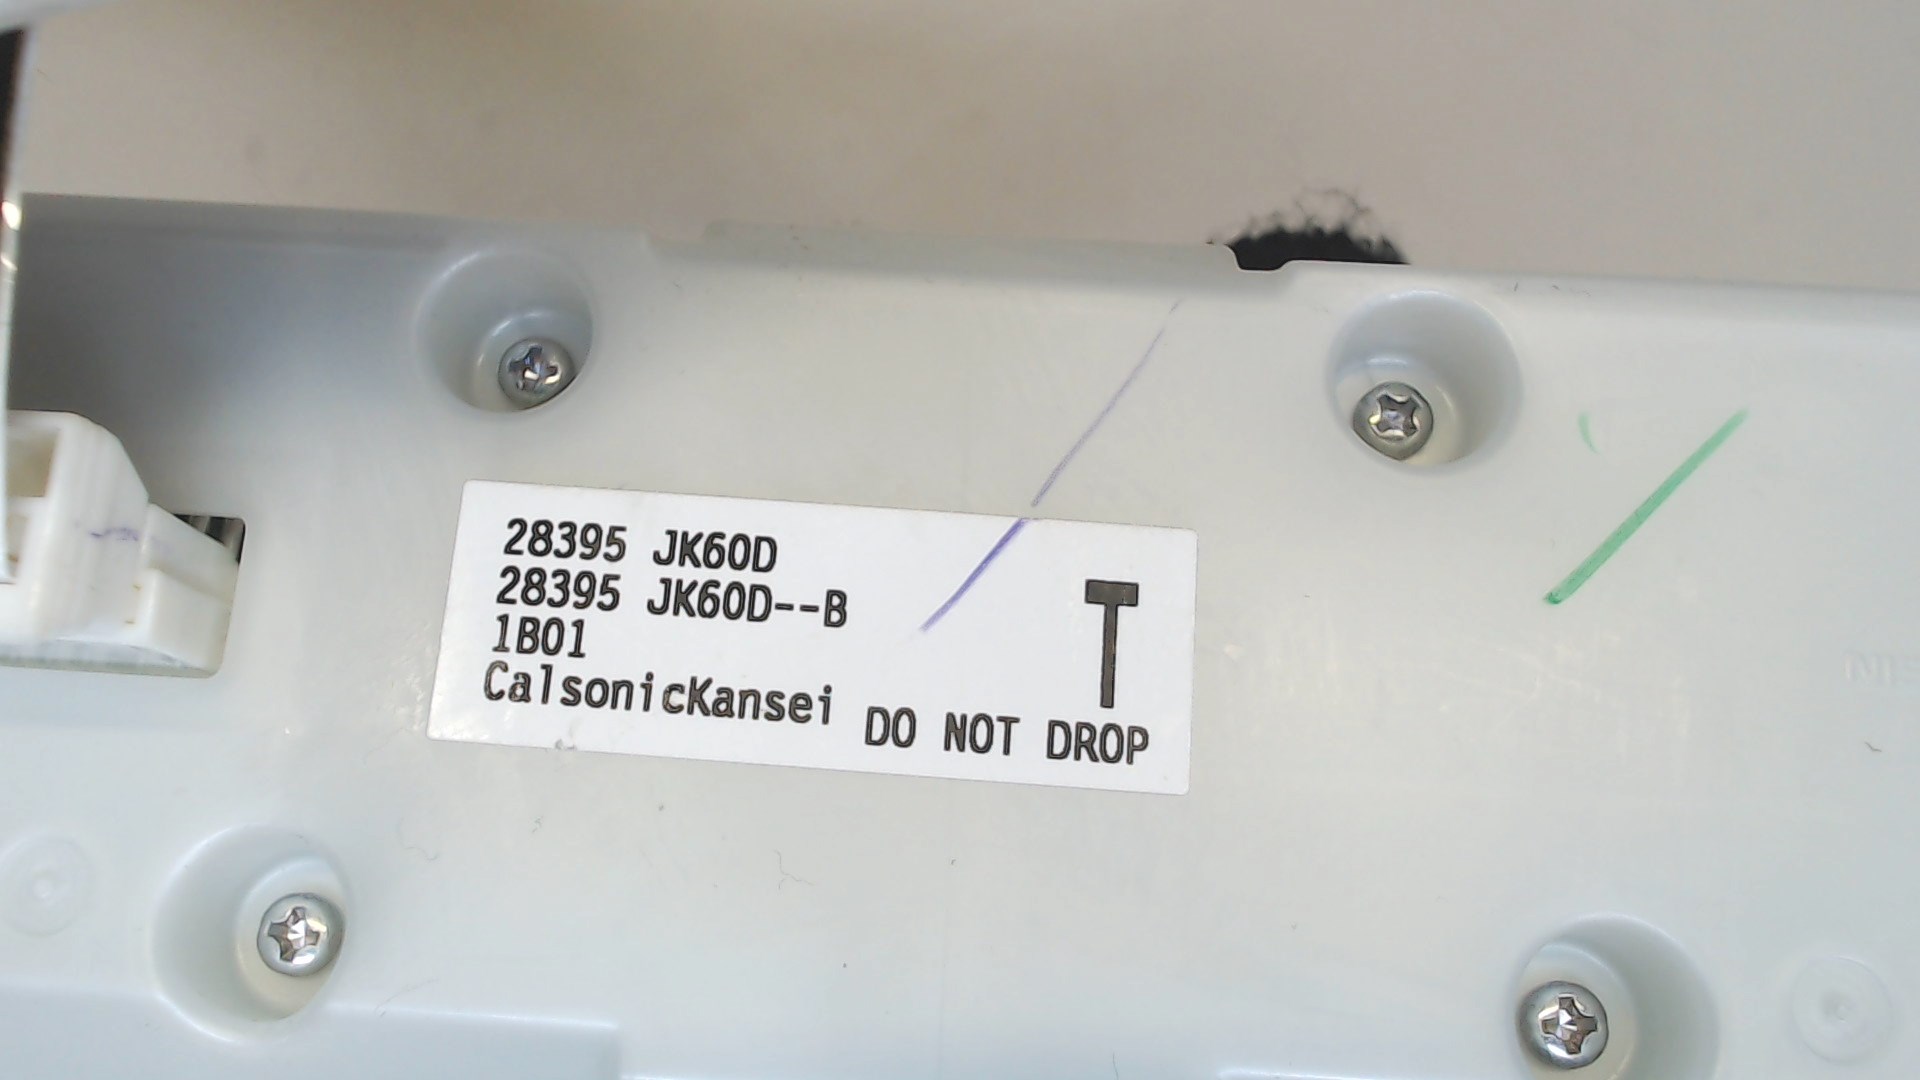 28395 JK60D
28395 JK60D--B
1B01
CalsonicKansei
DO NOT DROP
T